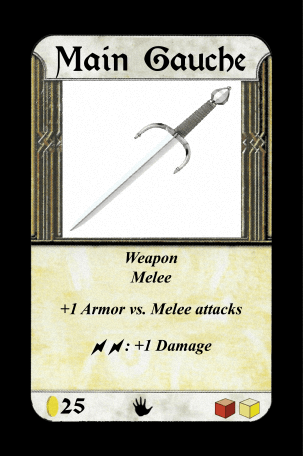 Main Gauche
Weapon
Melee
+1 Armor vs. Melee attacks
: +1 Damage
25